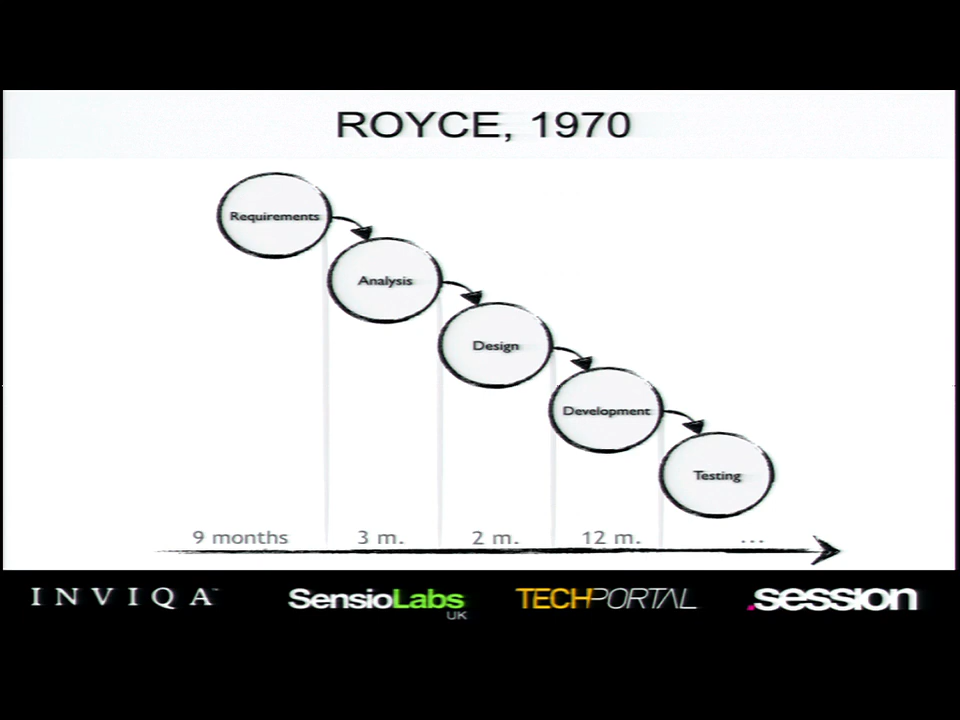 ROYCE, 1970
Requirements
Analysis
Design
Development
Testing
9 months 3 m. 2 m. 12 m. ...
INVIQA SensioLabs UK TECHPORTAL .session